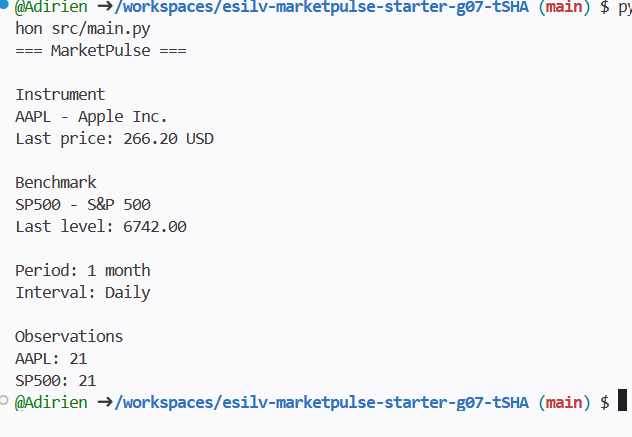 @Adirien ➜/workspaces/esilv-marketpulse-starter-g07-tSHA (main) $ py
hon src/main.py
=== MarketPulse ===
Instrument
AAPL - Apple Inc.
Last price: 266.20 USD
Benchmark
SP500 - S&P 500
Last level: 6742.00
Period: 1 month
Interval: Daily
Observations
AAPL: 21
SP500: 21
@Adirien ➜/workspaces/esilv-marketpulse-starter-g07-tSHA (main) $